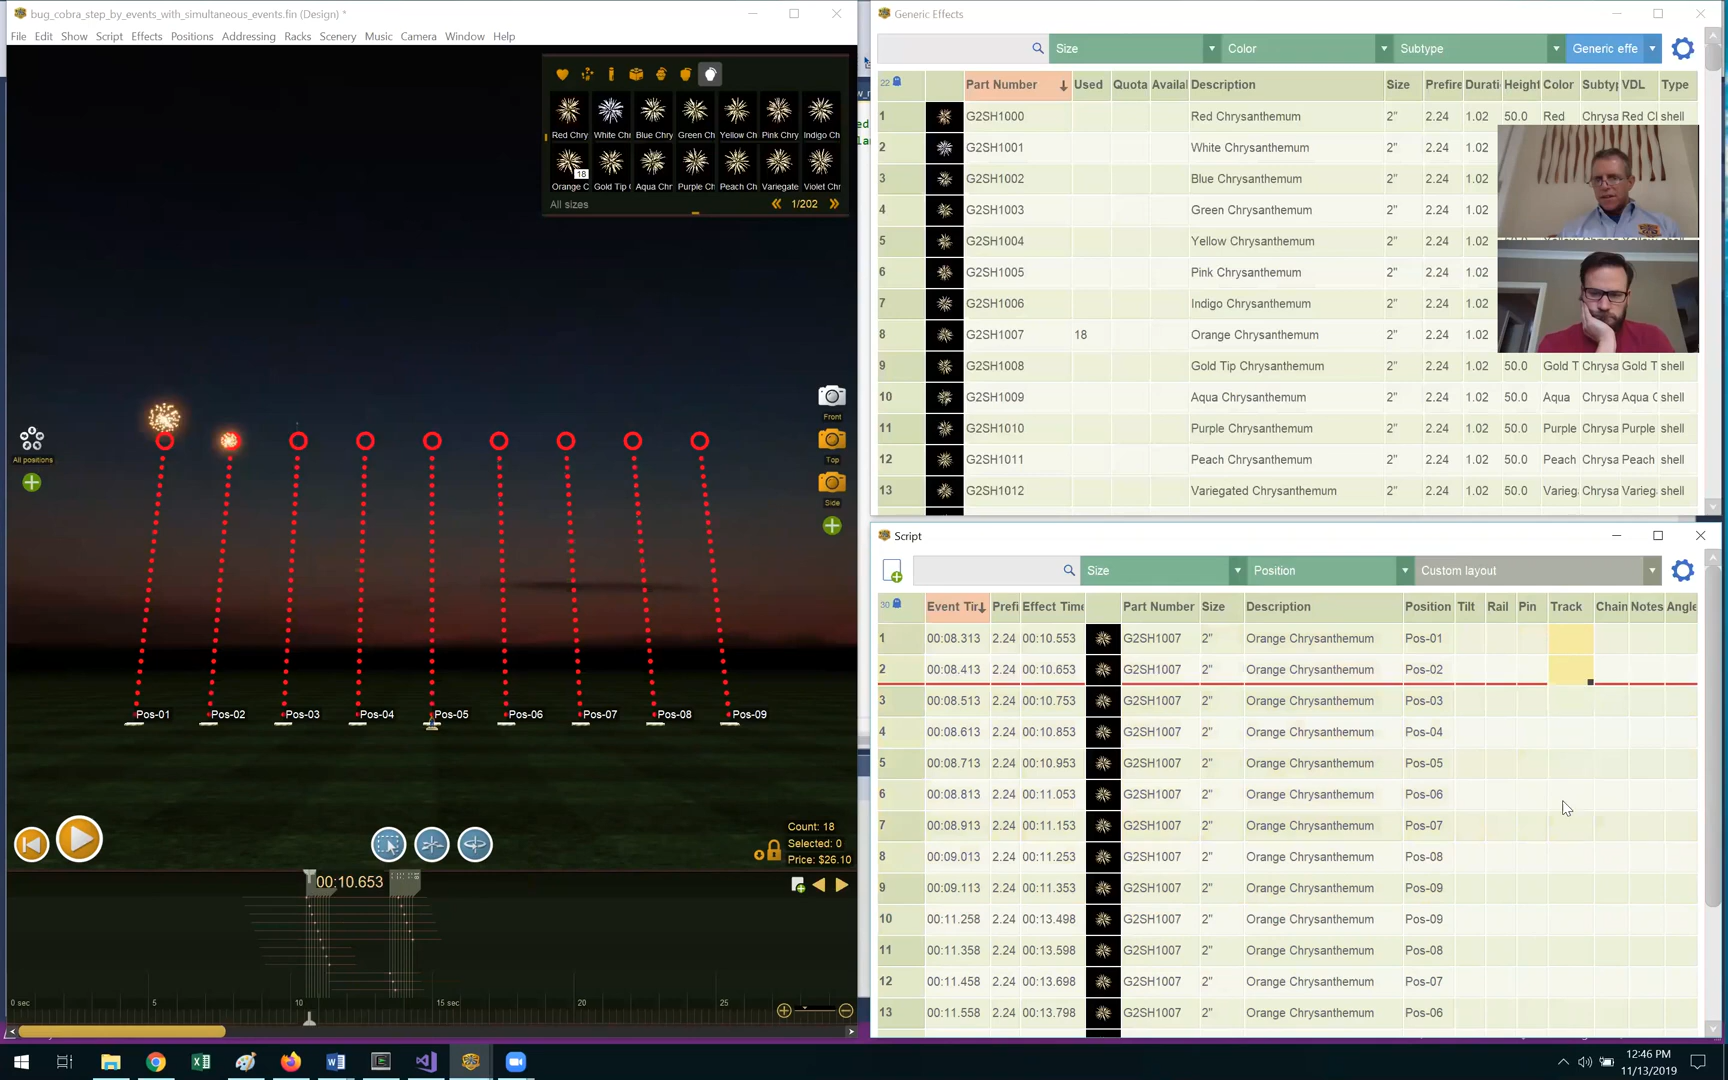 bug_cobra_step_by_events_with_simultaneous_events.fin (Design) *
File Edit Show Script Effects Positions Addressing Racks Scenery Music Camera Window Help
Red Chry White Chr Blue Chry Green Ch Yellow Ch Pink Chry Indigo Ch
18
Orange C Gold Tip Aqua Chr Purple Ch Peach Ch Variegate Violet Chr
All sizes 1/202
All positions
Front
Top
Side
Pos-01 Pos-02 Pos-03 Pos-04 Pos-05 Pos-06 Pos-07 Pos-08 Pos-09
Count: 18
Selected: 0
Price: $26.10
00:10.653
0 sec 5 10 15 sec 20 25
Generic Effects
Size Color Subtype Generic effe
22 Part Number Used Quota Availal Description Size Prefire Durati Height Color Subtyp VDL Type
1 G2SH1000 Red Chrysanthemum 2" 2.24 1.02 50.0 Red Chrysa Red Cl shell
2 G2SH1001 White Chrysanthemum 2" 2.24 1.02
3 G2SH1002 Blue Chrysanthemum 2" 2.24 1.02
4 G2SH1003 Green Chrysanthemum 2" 2.24 1.02
5 G2SH1004 Yellow Chrysanthemum 2" 2.24 1.02
6 G2SH1005 Pink Chrysanthemum 2" 2.24 1.02
7 G2SH1006 Indigo Chrysanthemum 2" 2.24 1.02
8 G2SH1007 18 Orange Chrysanthemum 2" 2.24 1.02
9 G2SH1008 Gold Tip Chrysanthemum 2" 2.24 1.02 50.0 Gold T Chrysa Gold T shell
10 G2SH1009 Aqua Chrysanthemum 2" 2.24 1.02 50.0 Aqua Chrysa Aqua C shell
11 G2SH1010 Purple Chrysanthemum 2" 2.24 1.02 50.0 Purple Chrysa Purple shell
12 G2SH1011 Peach Chrysanthemum 2" 2.24 1.02 50.0 Peach Chrysa Peach shell
13 G2SH1012 Variegated Chrysanthemum 2" 2.24 1.02 50.0 Varieg Chrysa Varieg shell
Script
Size Position Custom layout
30 Event Tir Prefi Effect Time Part Number Size Description Position Tilt Rail Pin Track Chain Notes Angle
1 00:08.313 2.24 00:10.553 G2SH1007 2" Orange Chrysanthemum Pos-01
2 00:08.413 2.24 00:10.653 G2SH1007 2" Orange Chrysanthemum Pos-02
3 00:08.513 2.24 00:10.753 G2SH1007 2" Orange Chrysanthemum Pos-03
4 00:08.613 2.24 00:10.853 G2SH1007 2" Orange Chrysanthemum Pos-04
5 00:08.713 2.24 00:10.953 G2SH1007 2" Orange Chrysanthemum Pos-05
6 00:08.813 2.24 00:11.053 G2SH1007 2" Orange Chrysanthemum Pos-06
7 00:08.913 2.24 00:11.153 G2SH1007 2" Orange Chrysanthemum Pos-07
8 00:09.013 2.24 00:11.253 G2SH1007 2" Orange Chrysanthemum Pos-08
9 00:09.113 2.24 00:11.353 G2SH1007 2" Orange Chrysanthemum Pos-09
10 00:11.258 2.24 00:13.498 G2SH1007 2" Orange Chrysanthemum Pos-09
11 00:11.358 2.24 00:13.598 G2SH1007 2" Orange Chrysanthemum Pos-08
12 00:11.458 2.24 00:13.698 G2SH1007 2" Orange Chrysanthemum Pos-07
13 00:11.558 2.24 00:13.798 G2SH1007 2" Orange Chrysanthemum Pos-06
12:46 PM
11/13/2019